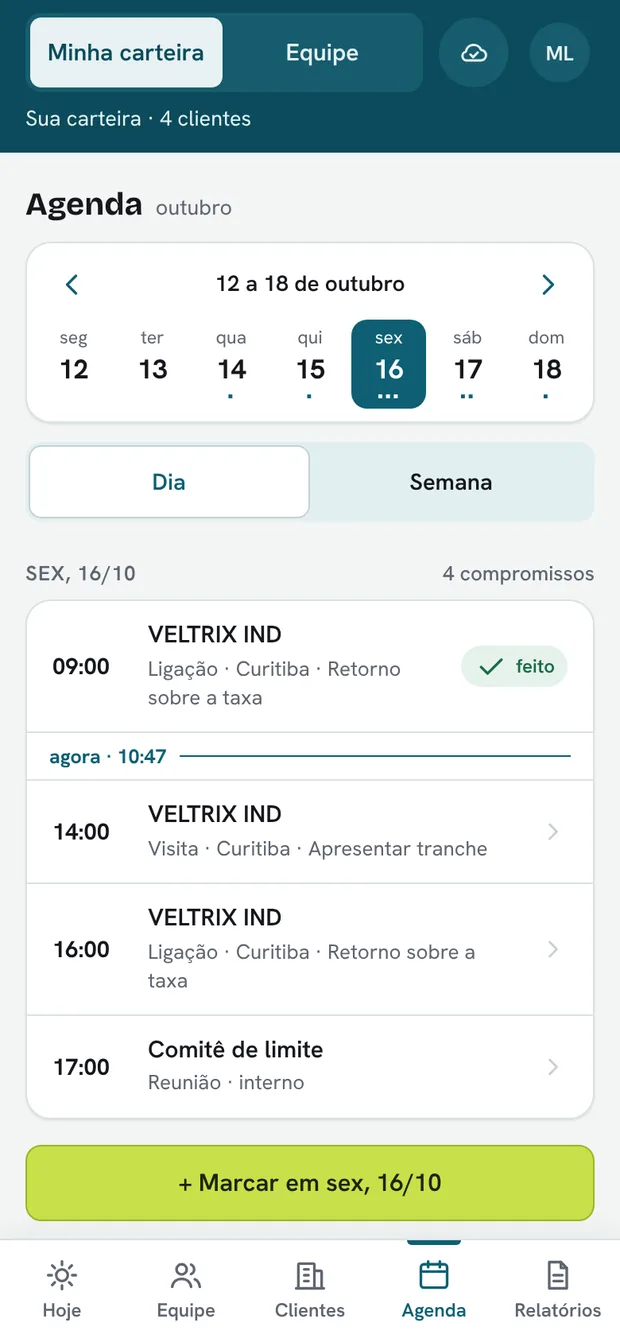 Minha carteira
Equipe
ML
Sua carteira · 4 clientes
Agenda outubro
12 a 18 de outubro
seg ter qua qui sex sáb dom
12 13 14 15 16 17 18
Dia
Semana
SEX, 16/10
4 compromissos
09:00
VELTRIX IND
Ligação · Curitiba · Retorno
sobre a taxa
feito
agora · 10:47
14:00
VELTRIX IND
Visita · Curitiba · Apresentar tranche
16:00
VELTRIX IND
Ligação · Curitiba · Retorno sobre a
taxa
17:00
Comitê de limite
Reunião · interno
+ Marcar em sex, 16/10
Hoje
Equipe
Clientes
Agenda
Relatórios